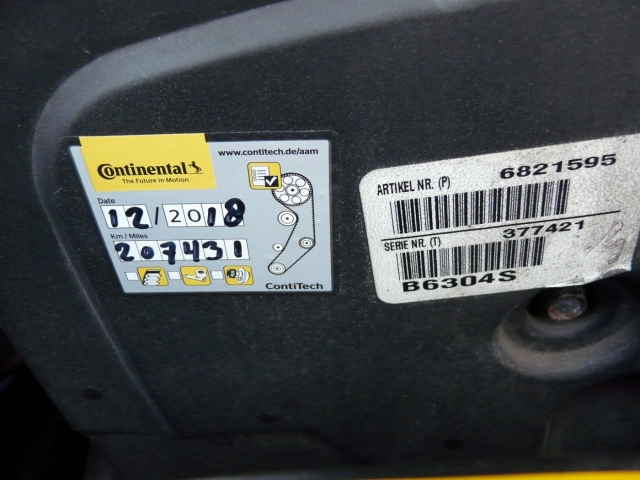 Continental
The Future in Motion
www.contitech.de/aam
Date
12/2018
Km / Miles
207431
ContiTech
ARTIKEL NR. (P) 6821595
SERIE NR. (T) 377421
B6304S